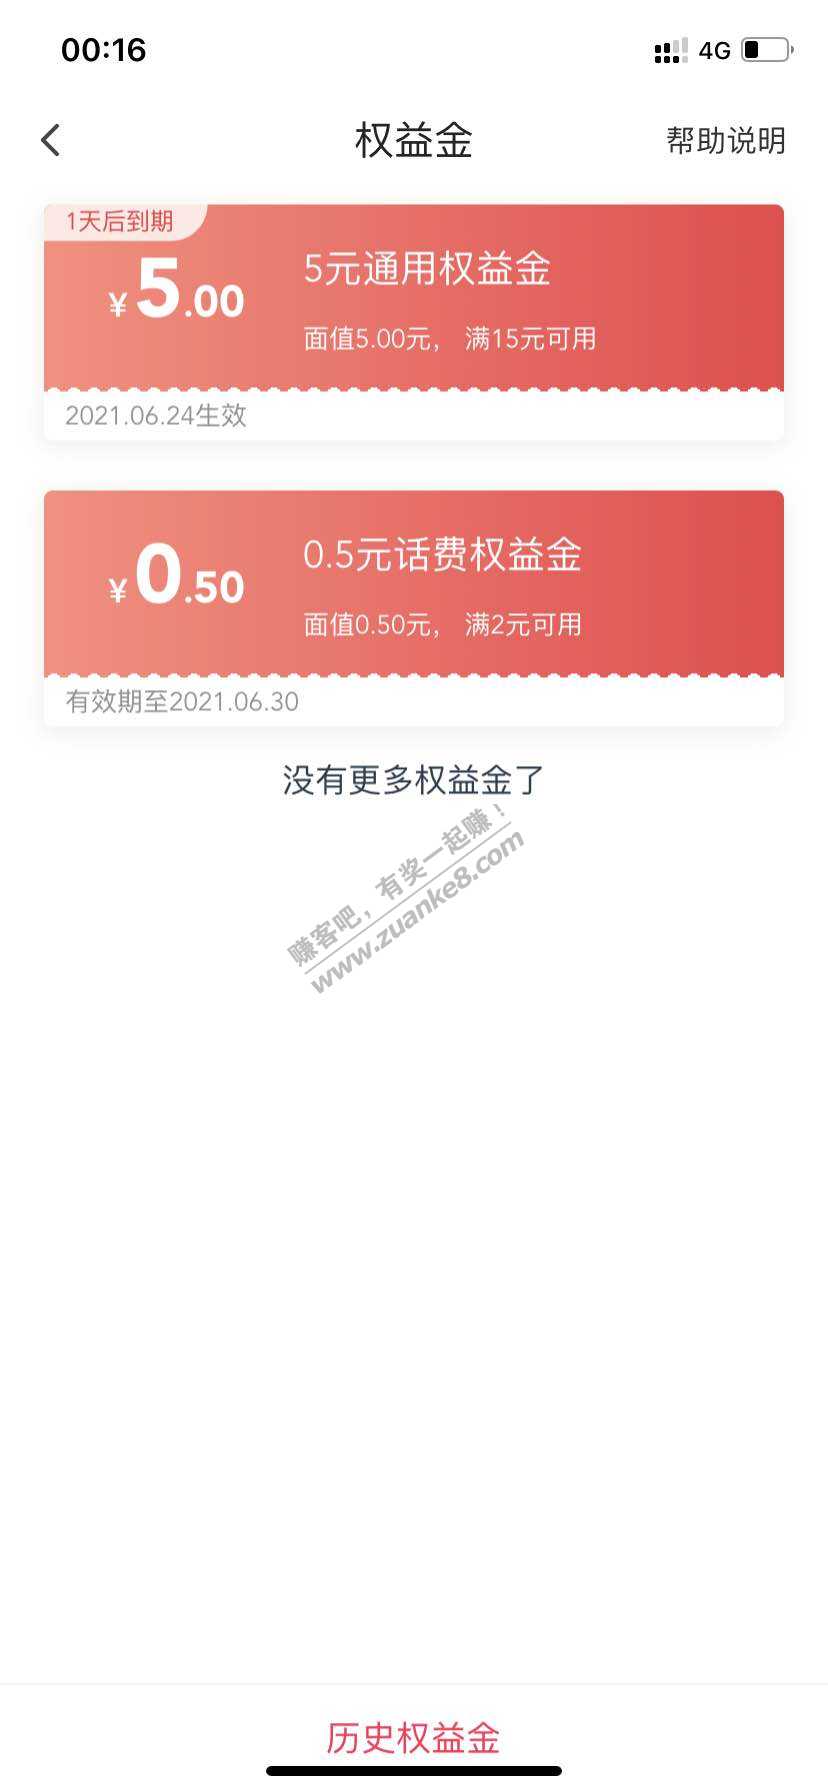 00:16
4G
权益金
帮助说明
1天后到期
¥5.00
5元通用权益金
面值5.00元， 满15元可用
2021.06.24生效
¥0.50
0.5元话费权益金
面值0.50元， 满2元可用
有效期至2021.06.30
没有更多权益金了
赚客吧，有奖一起赚！
www.zuanke8.com
历史权益金